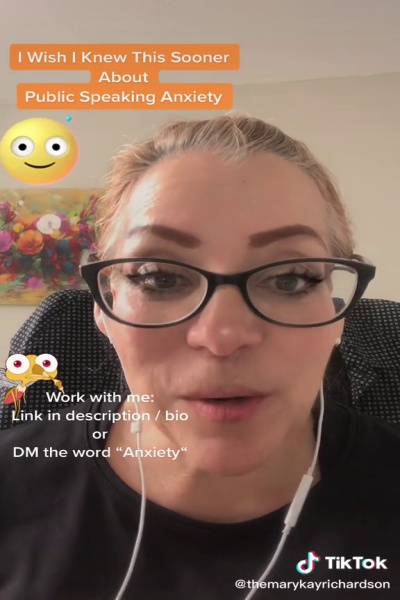 I Wish I Knew This Sooner
About
Public Speaking Anxiety
Work with me:
Link in description / bio
or
DM the word “Anxiety“
TikTok
@themarykayrichardson